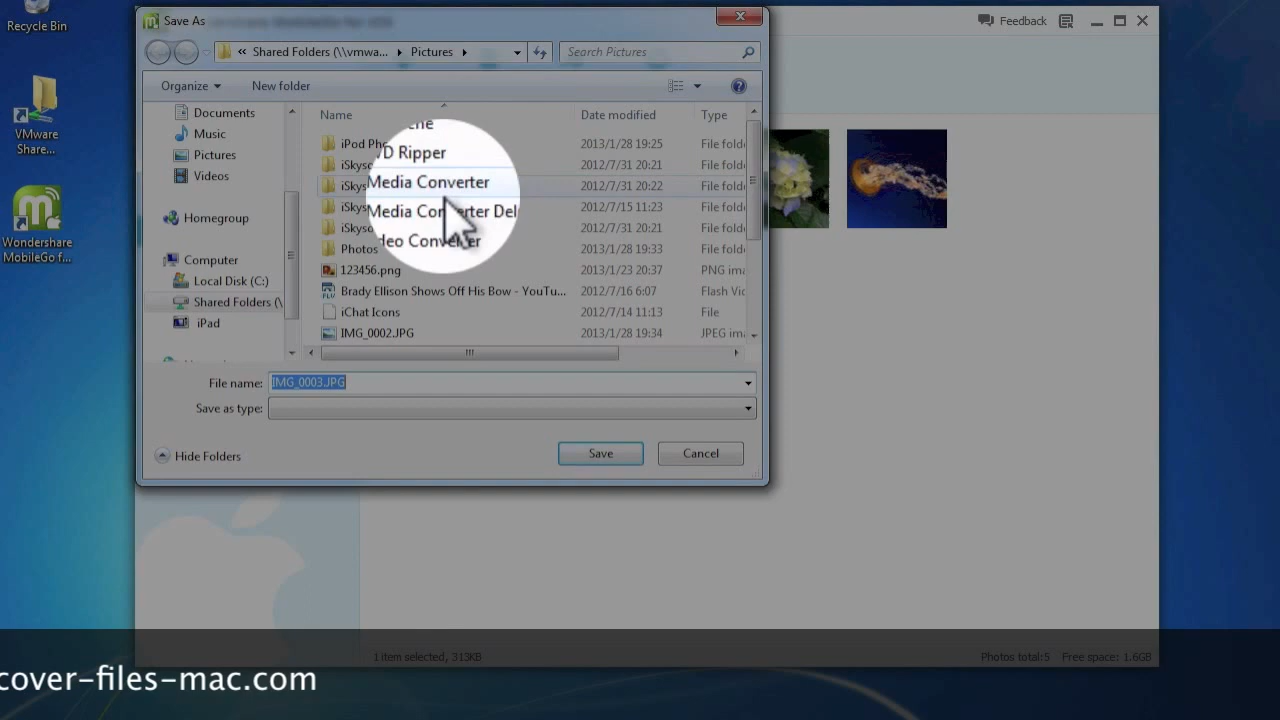 Recycle Bin
VMware
Share...
Wondershare
MobileGo f...
Save As
Feedback
« Shared Folders (\\vmwa... Pictures
Search Pictures
Organize
New folder
Documents
Music
Pictures
Videos
Homegroup
Computer
Local Disk (C:)
Shared Folders (\
iPad
Name Date modified Type
iPod Pho 2013/1/28 19:25 File folde
VD Ripper
iSkyso 2012/7/31 20:21 File folde
Media Converter
iSkys 2012/7/31 20:22 File folde
Media Converter Del
iSkys 2012/7/15 11:23 File folde
iSkyso 2012/7/31 20:21 File folde
deo Converter
Photos 2013/1/28 19:33 File folde
123456.png 2013/1/23 20:37 PNG ima
Brady Ellison Shows Off His Bow - YouTu... 2012/7/16 6:07 Flash Vid
iChat Icons 2012/7/14 11:13 File
IMG_0002.JPG 2013/1/28 19:34 JPEG ima
File name: IMG_0003.JPG
Save as type:
Hide Folders
Save
Cancel
1 item selected, 313KB
Photos total:5 Free space: 1.6GB
cover-files-mac.com